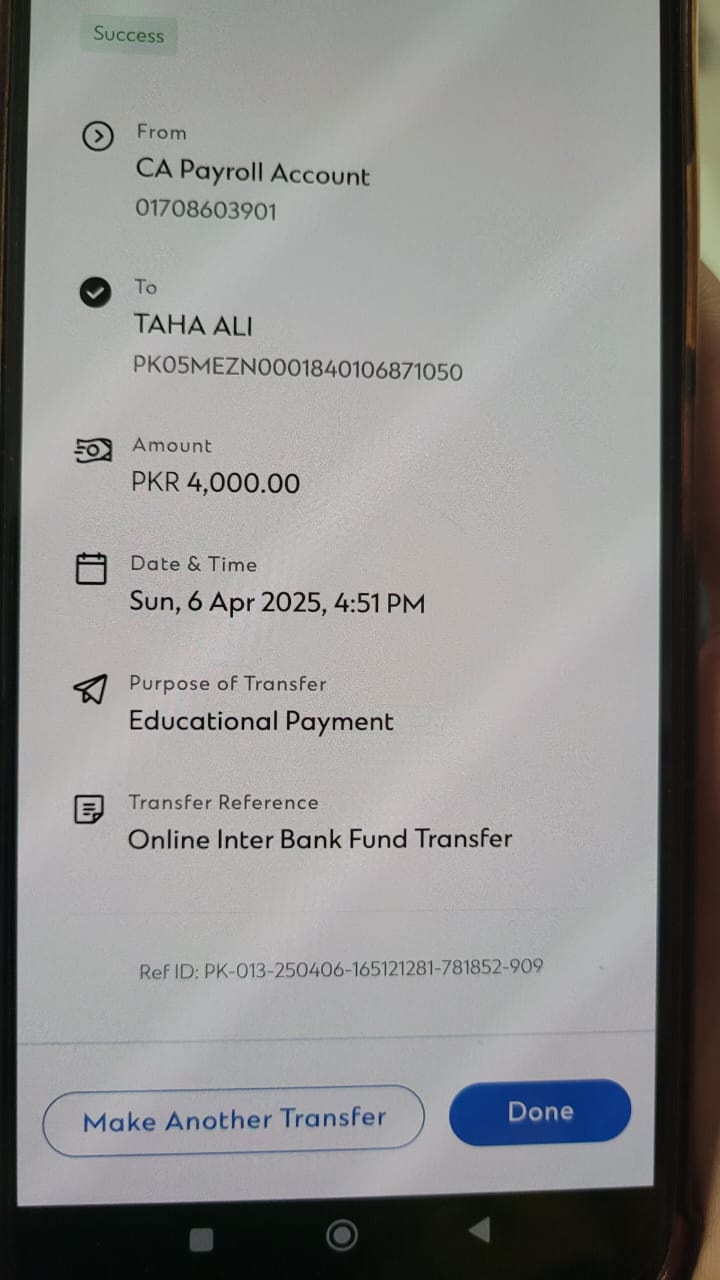 Success
From
CA Payroll Account
01708603901
To
TAHA ALI
PK05MEZN0001840106871050
Amount
PKR 4,000.00
Date & Time
Sun, 6 Apr 2025, 4:51 PM
Purpose of Transfer
Educational Payment
Transfer Reference
Online Inter Bank Fund Transfer
Ref ID: PK-013-250406-165121281-781852-909
Make Another Transfer
Done